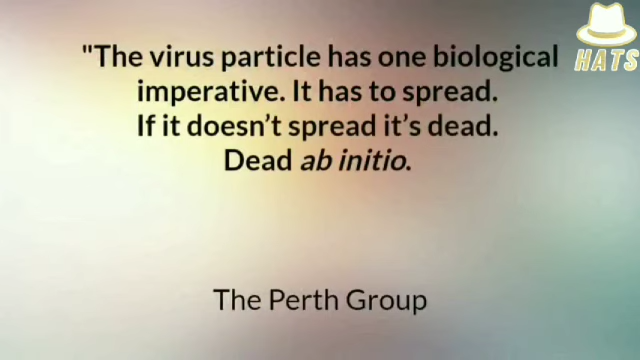 "The virus particle has one biological
imperative. It has to spread.
If it doesn’t spread it’s dead.
Dead ab initio.
The Perth Group
HATS